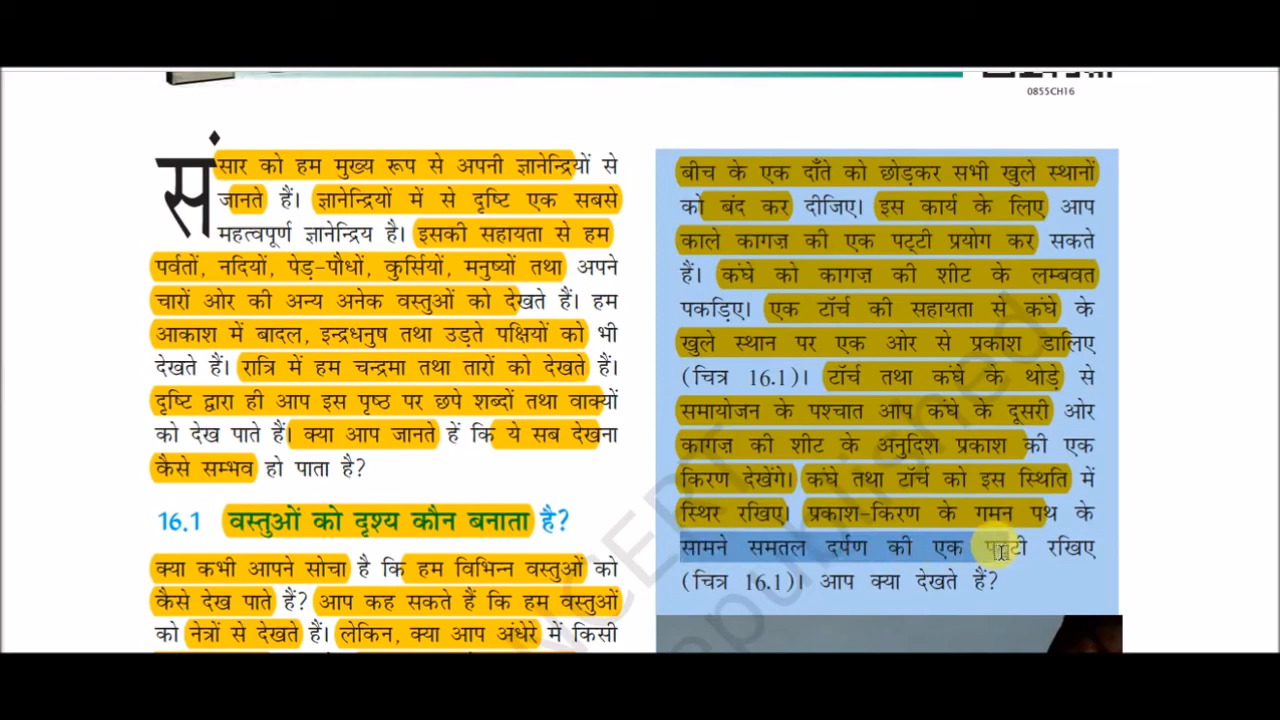 0855CH16
संसार को हम मुख्य रूप से अपनी ज्ञानेन्द्रियों से
जानते हैं। ज्ञानेन्द्रियों में से दृष्टि एक सबसे
महत्वपूर्ण ज्ञानेन्द्रिय है। इसकी सहायता से हम
पर्वतों, नदियों, पेड़-पौधों, कुर्सियों, मनुष्यों तथा अपने
चारों ओर की अन्य अनेक वस्तुओं को देखते हैं। हम
आकाश में बादल, इन्द्रधनुष तथा उड़ते पक्षियों को भी
देखते हैं। रात्रि में हम चन्द्रमा तथा तारों को देखते हैं।
दृष्टि द्वारा ही आप इस पृष्ठ पर छपे शब्दों तथा वाक्यों
को देख पाते हैं। क्या आप जानते हें कि ये सब देखना
कैसे सम्भव हो पाता है?
16.1 वस्तुओं को दृश्य कौन बनाता है?
क्या कभी आपने सोचा है कि हम विभिन्न वस्तुओं को
कैसे देख पाते हैं? आप कह सकते हैं कि हम वस्तुओं
को नेत्रों से देखते हैं। लेकिन, क्या आप अंधेरे में किसी
बीच के एक दाँते को छोड़कर सभी खुले स्थानों
को बंद कर दीजिए। इस कार्य के लिए आप
काले कागज़ की एक पट्टी प्रयोग कर सकते
हैं। कंघे को कागज़ की शीट के लम्बवत
पकड़िए। एक टॉर्च की सहायता से कंघे के
खुले स्थान पर एक ओर से प्रकाश डालिए
(चित्र 16.1)। टॉर्च तथा कंघे के थोड़े से
समायोजन के पश्चात आप कंघे के दूसरी ओर
कागज़ की शीट के अनुदिश प्रकाश की एक
किरण देखेंगे। कंघे तथा टॉर्च को इस स्थिति में
स्थिर रखिए। प्रकाश-किरण के गमन पथ के
सामने समतल दर्पण की एक पट्टी रखिए
(चित्र 16.1)। आप क्या देखते हैं?